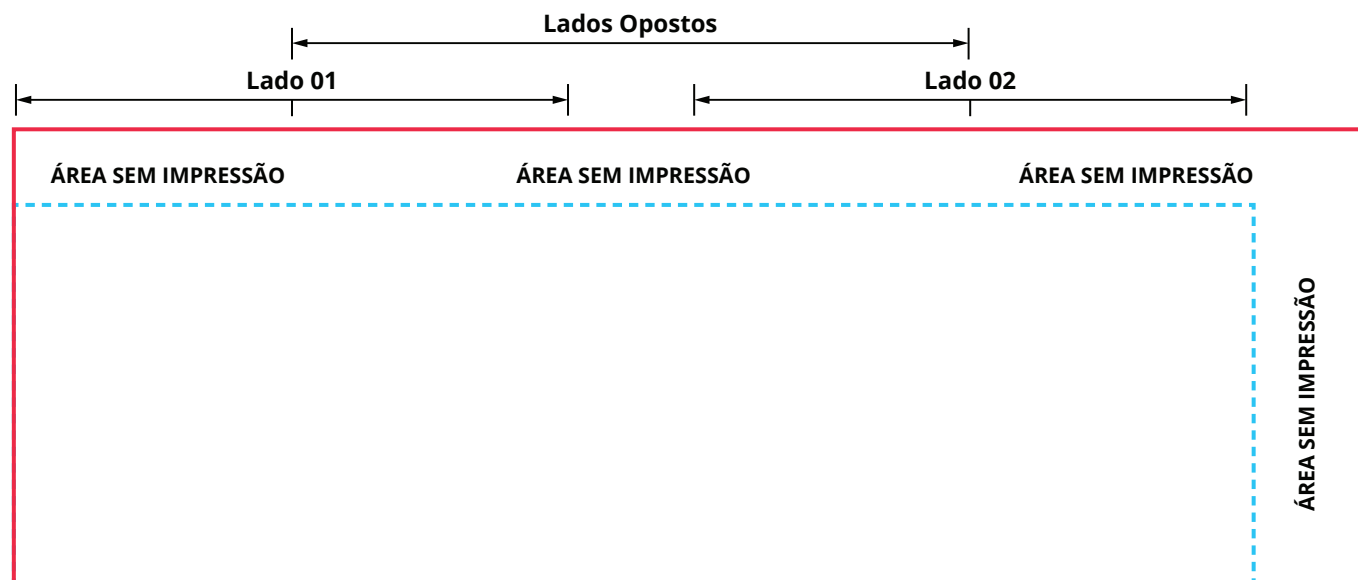 Lados Opostos
Lado 01
Lado 02
ÁREA SEM IMPRESSÃO
ÁREA SEM IMPRESSÃO
ÁREA SEM IMPRESSÃO
ÁREA SEM IMPRESSÃO